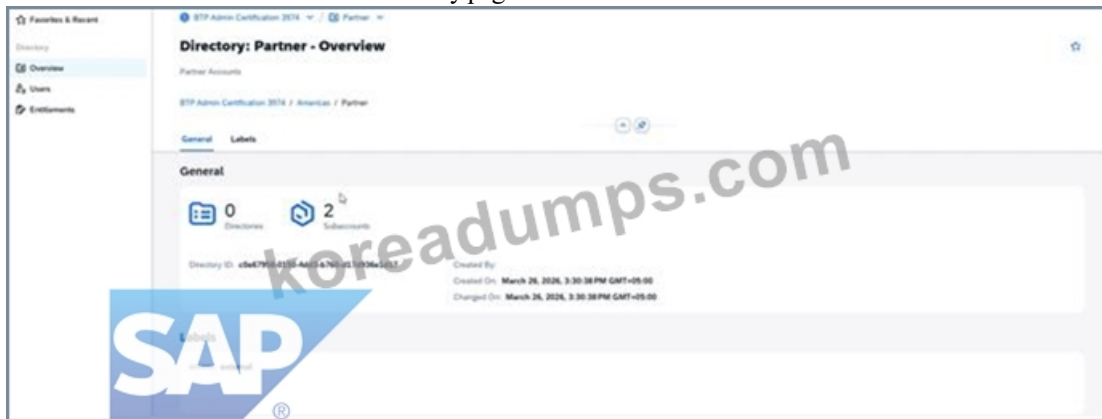 Favorites & Recent
BTP Admin Certification 3974 / Partner
Directory
Directory: Partner - Overview
Overview
Partner Accounts
Users
BTP Admin Certification 3974 / Americas / Partner
Entitlements
General Labels
General
0 Directories
2 Subaccounts
Directory ID:
Created By:
Created On: March 26, 2026, 3:30:38 PM GMT+05:00
Changed On: March 26, 2026, 3:30:38 PM GMT+05:00
Labels
external
koreadumps.com
SAP
®